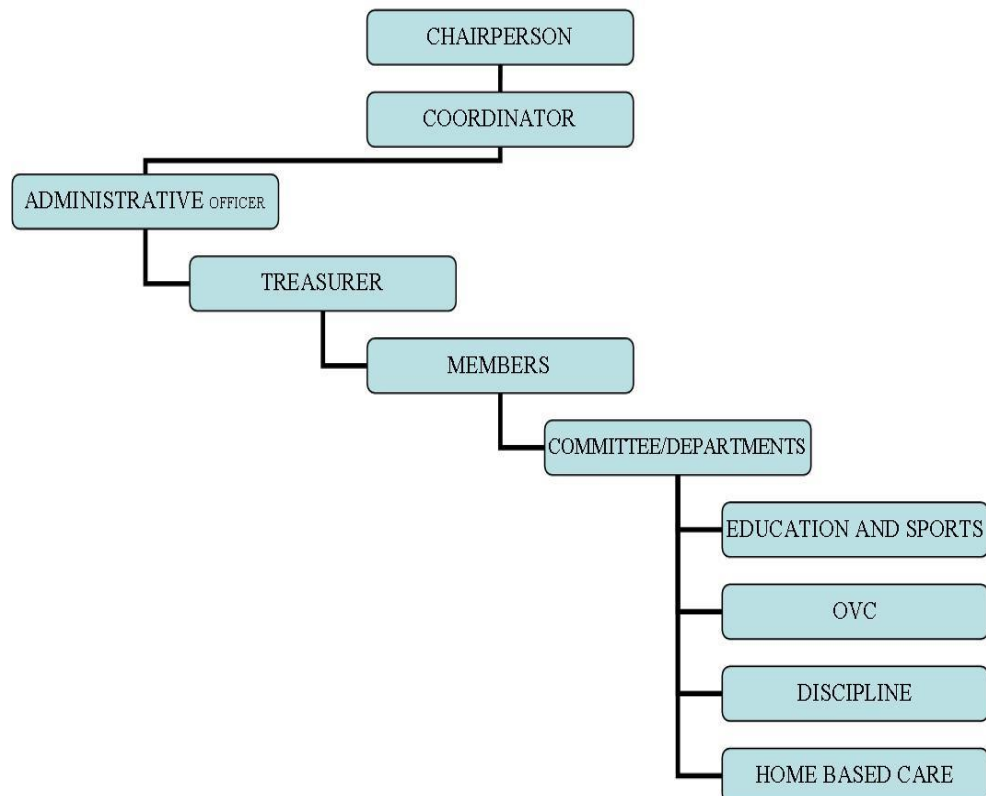 CHAIRPERSON
COORDINATOR
ADMINISTRATIVE OFFICER
TREASURER
MEMBERS
COMMITTEE/DEPARTMENTS
EDUCATION AND SPORTS
OVC
DISCIPLINE
HOME BASED CARE